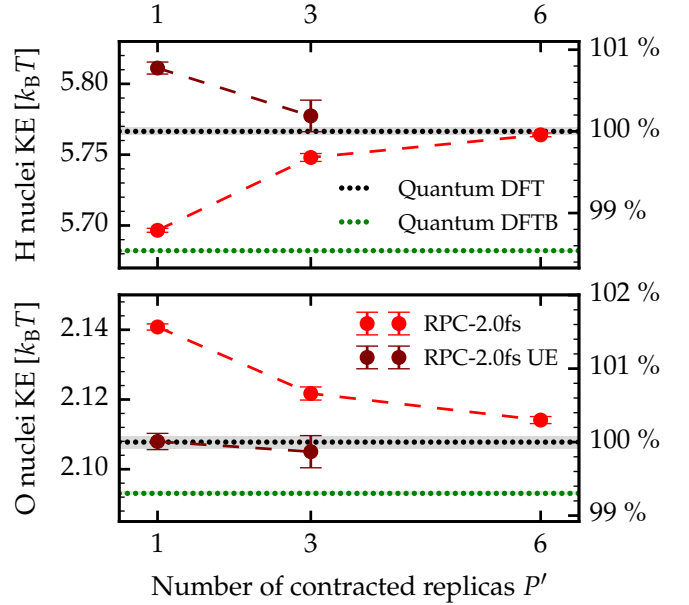 1 3 6
H nuclei KE [k_B T]
5.80
5.75
5.70
101 %
100 %
99 %
Quantum DFT
Quantum DFTB
O nuclei KE [k_B T]
2.14
2.12
2.10
102 %
101 %
100 %
99 %
RPC-2.0fs
RPC-2.0fs UE
1 3 6
Number of contracted replicas P′